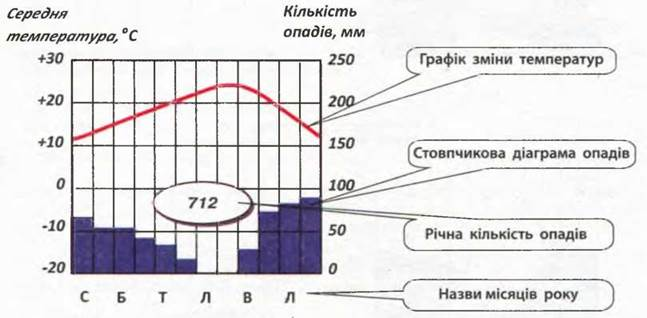 Середня
температура,°С
Кількість
опадів, мм
+30
+20
+10
0
-10
-20
250
200
150
100
50
0
712
С Б Т Л В Л
Графік зміни температур
Стовпчикова діаграма опадів
Річна кількість опадів
Назви місяців року